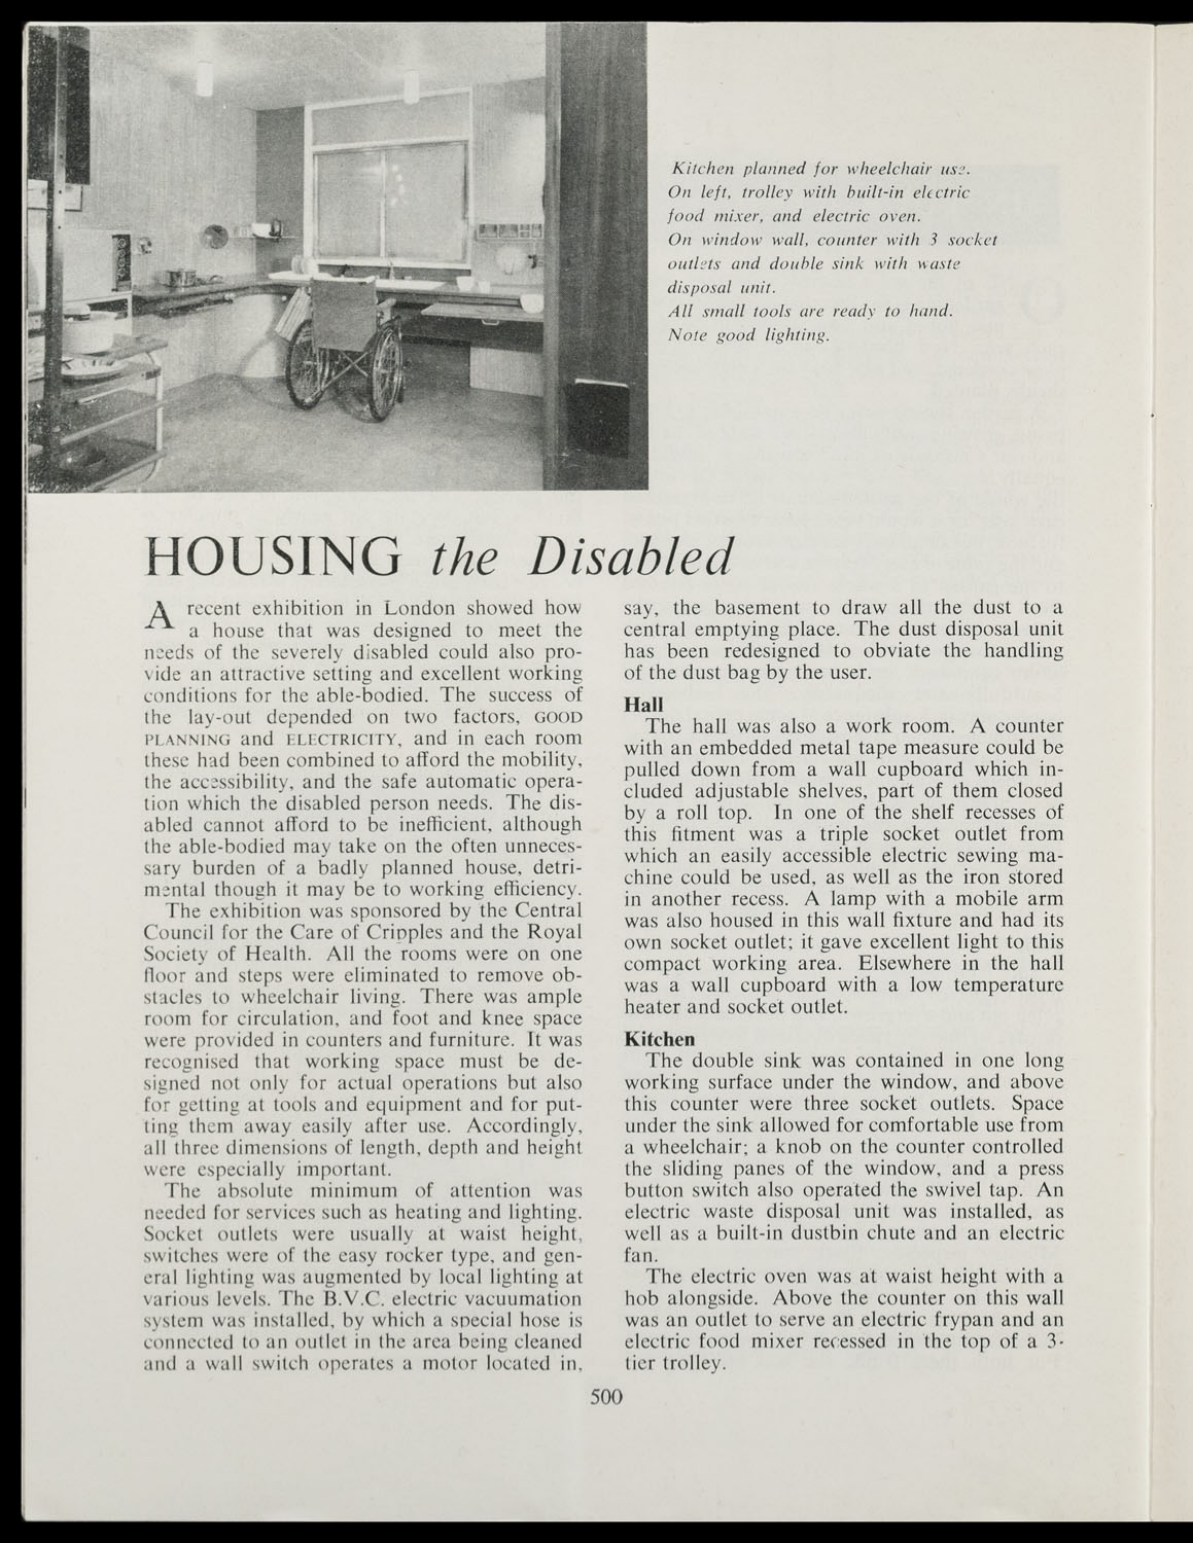 Kitchen planned for wheelchair use.
On left, trolley with built-in electric
food mixer, and electric oven.
On window wall, counter with 3 socket
outlets and double sink with waste
disposal unit.
All small tools are ready to hand.
Note good lighting.
HOUSING the Disabled
A recent exhibition in London showed how
a house that was designed to meet the
needs of the severely disabled could also pro-
vide an attractive setting and excellent working
conditions for the able-bodied. The success of
the lay-out depended on two factors, GOOD
PLANNING and ELECTRICITY, and in each room
these had been combined to afford the mobility,
the accessibility, and the safe automatic opera-
tion which the disabled person needs. The dis-
abled cannot afford to be inefficient, although
the able-bodied may take on the often unneces-
sary burden of a badly planned house, detri-
mental though it may be to working efficiency.
The exhibition was sponsored by the Central
Council for the Care of Cripples and the Royal
Society of Health. All the rooms were on one
floor and steps were eliminated to remove ob-
stacles to wheelchair living. There was ample
room for circulation, and foot and knee space
were provided in counters and furniture. It was
recognised that working space must be de-
signed not only for actual operations but also
for getting at tools and equipment and for put-
ting them away easily after use. Accordingly,
all three dimensions of length, depth and height
were especially important.
The absolute minimum of attention was
needed for services such as heating and lighting.
Socket outlets were usually at waist height,
switches were of the easy rocker type, and gen-
eral lighting was augmented by local lighting at
various levels. The B.V.C. electric vacuumation
system was installed, by which a special hose is
connected to an outlet in the area being cleaned
and a wall switch operates a motor located in,
say, the basement to draw all the dust to a
central emptying place. The dust disposal unit
has been redesigned to obviate the handling
of the dust bag by the user.
Hall
The hall was also a work room. A counter
with an embedded metal tape measure could be
pulled down from a wall cupboard which in-
cluded adjustable shelves, part of them closed
by a roll top. In one of the shelf recesses of
this fitment was a triple socket outlet from
which an easily accessible electric sewing ma-
chine could be used, as well as the iron stored
in another recess. A lamp with a mobile arm
was also housed in this wall fixture and had its
own socket outlet; it gave excellent light to this
compact working area. Elsewhere in the hall
was a wall cupboard with a low temperature
heater and socket outlet.
Kitchen
The double sink was contained in one long
working surface under the window, and above
this counter were three socket outlets. Space
under the sink allowed for comfortable use from
a wheelchair; a knob on the counter controlled
the sliding panes of the window, and a press
button switch also operated the swivel tap. An
electric waste disposal unit was installed, as
well as a built-in dustbin chute and an electric
fan.
The electric oven was at waist height with a
hob alongside. Above the counter on this wall
was an outlet to serve an electric frypan and an
electric food mixer recessed in the top of a 3-
tier trolley.
500